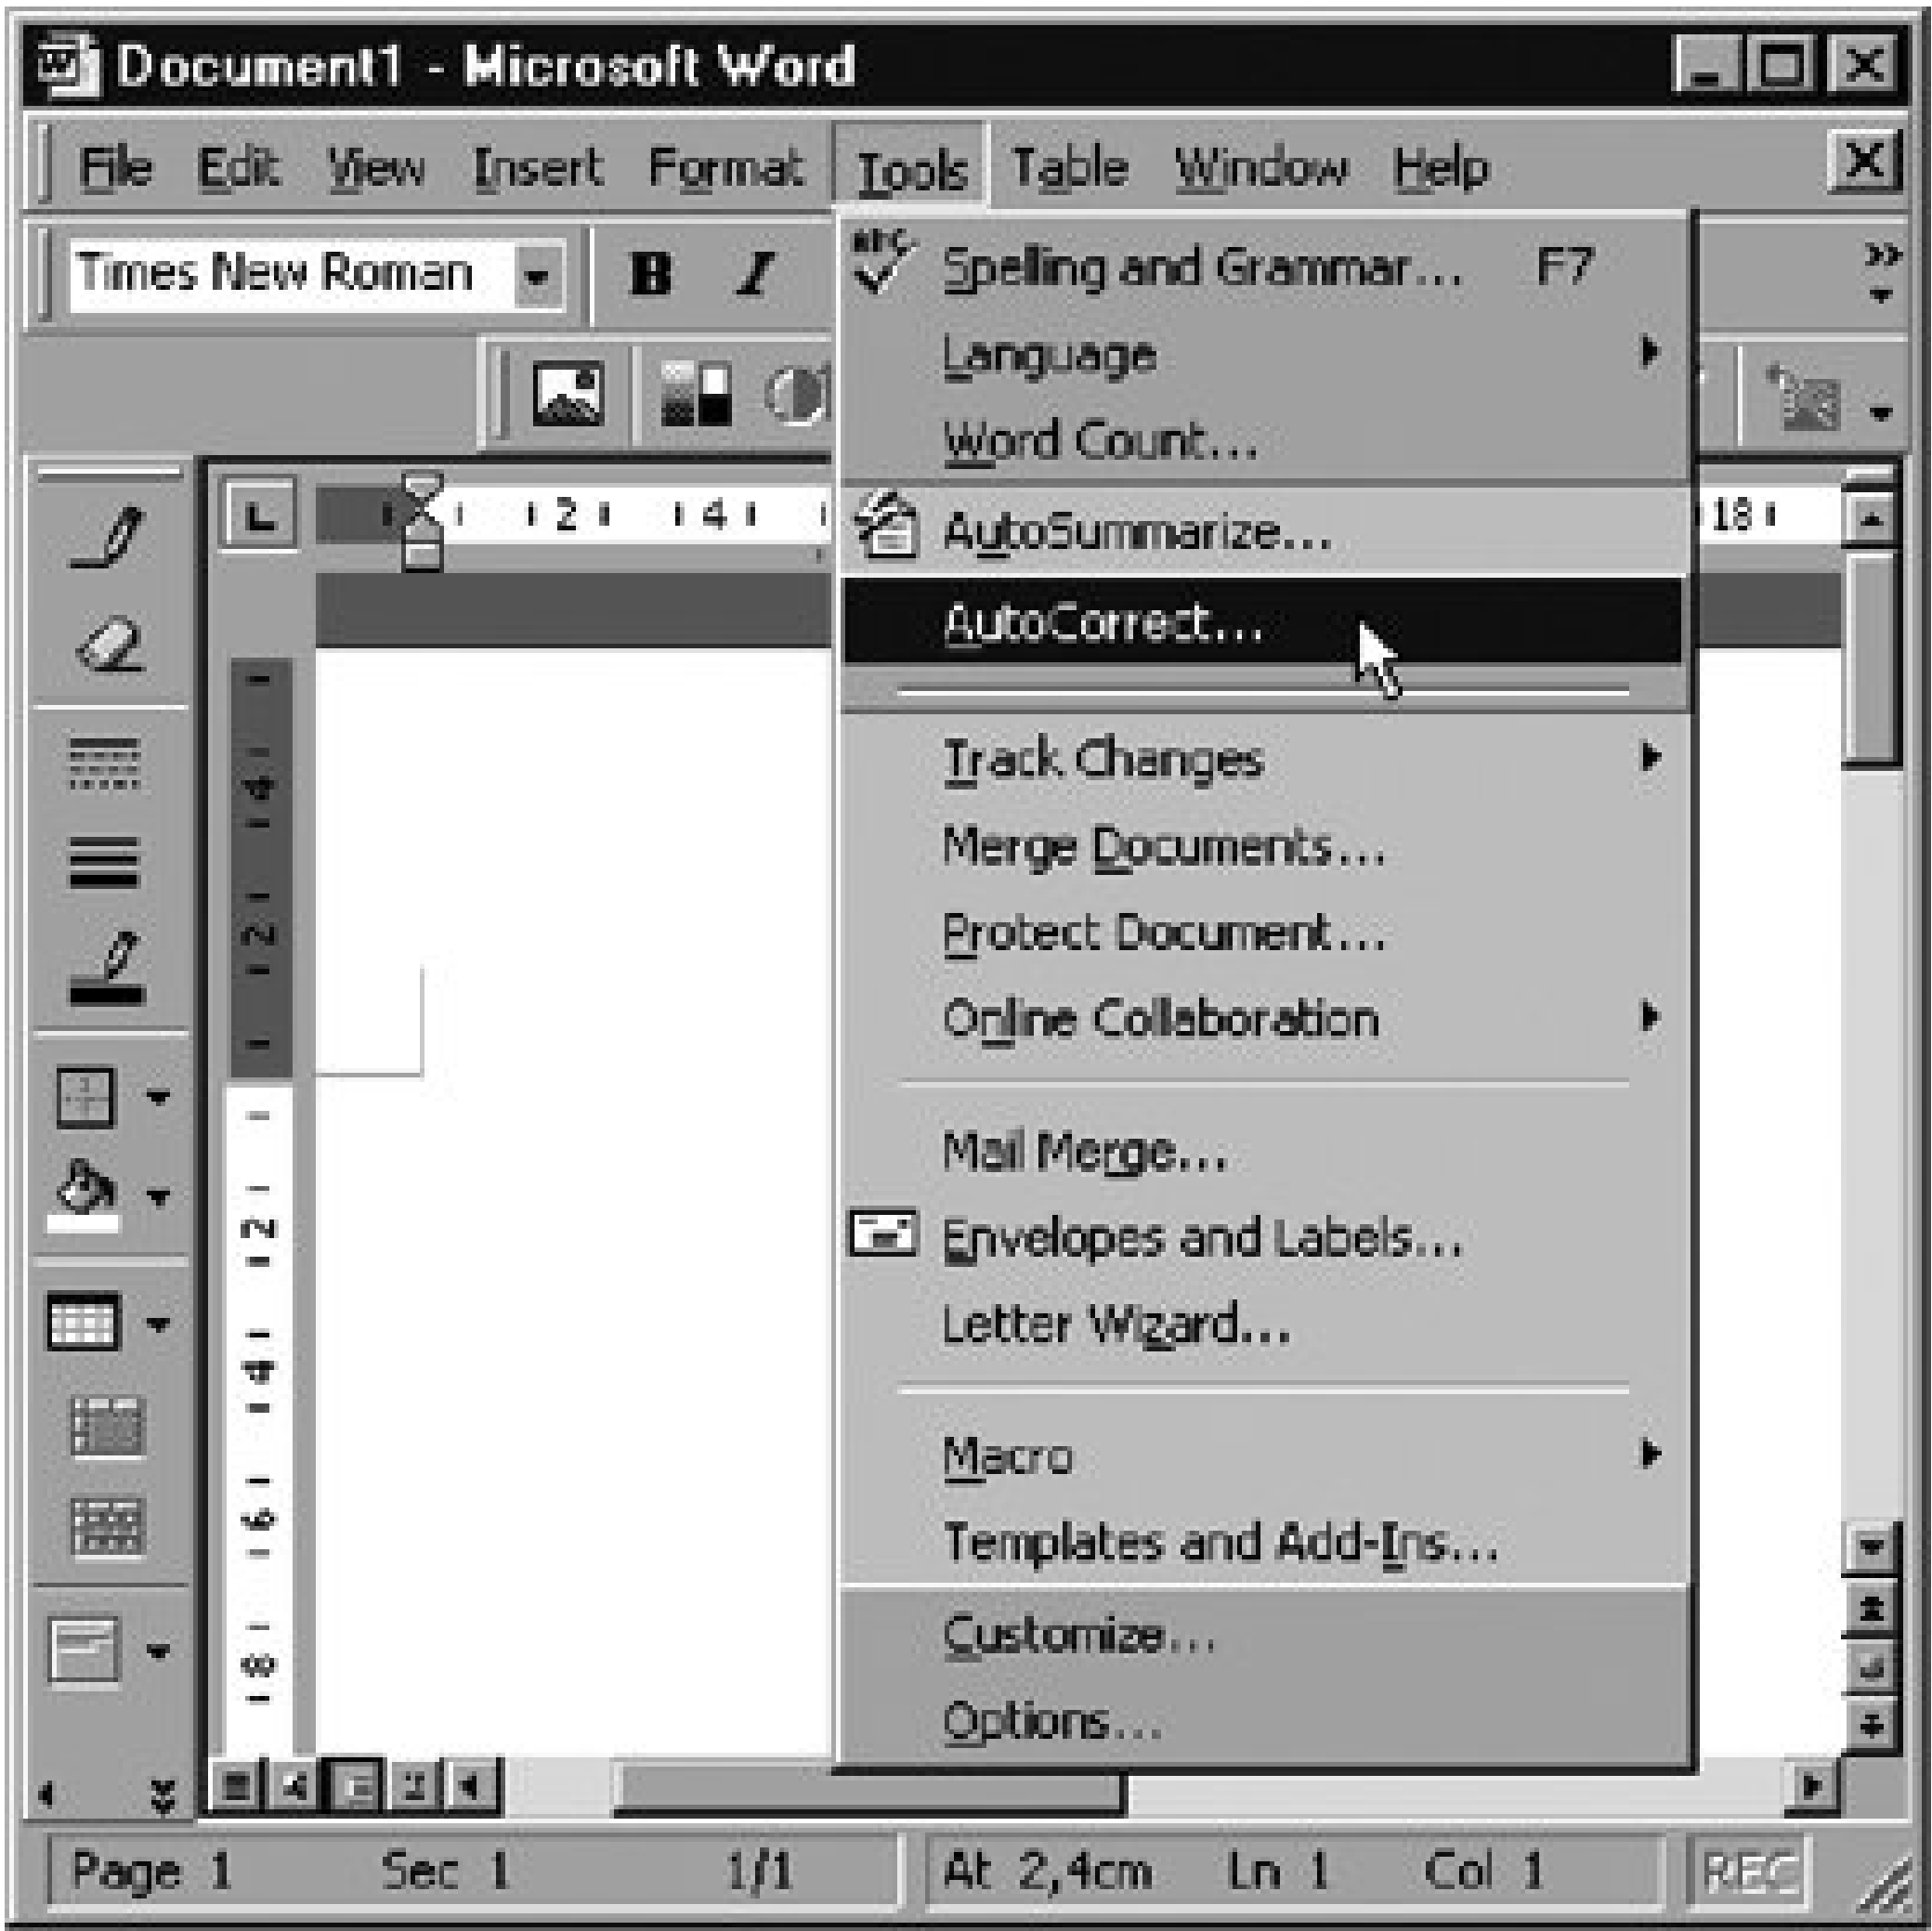 Document1 - Microsoft Word
File Edit View Insert Format Tools Table Window Help
Times New Roman B I
Spelling and Grammar... F7
Language
Word Count...
2 4 18
AutoSummarize...
AutoCorrect...
Track Changes
4
Merge Documents...
2
Protect Document...
Online Collaboration
Mail Merge...
2
Envelopes and Labels...
Letter Wizard...
4
Macro
6
Templates and Add-Ins...
Customize...
8
Options...
Page 1 Sec 1 1/1 At 2,4cm Ln 1 Col 1 REC